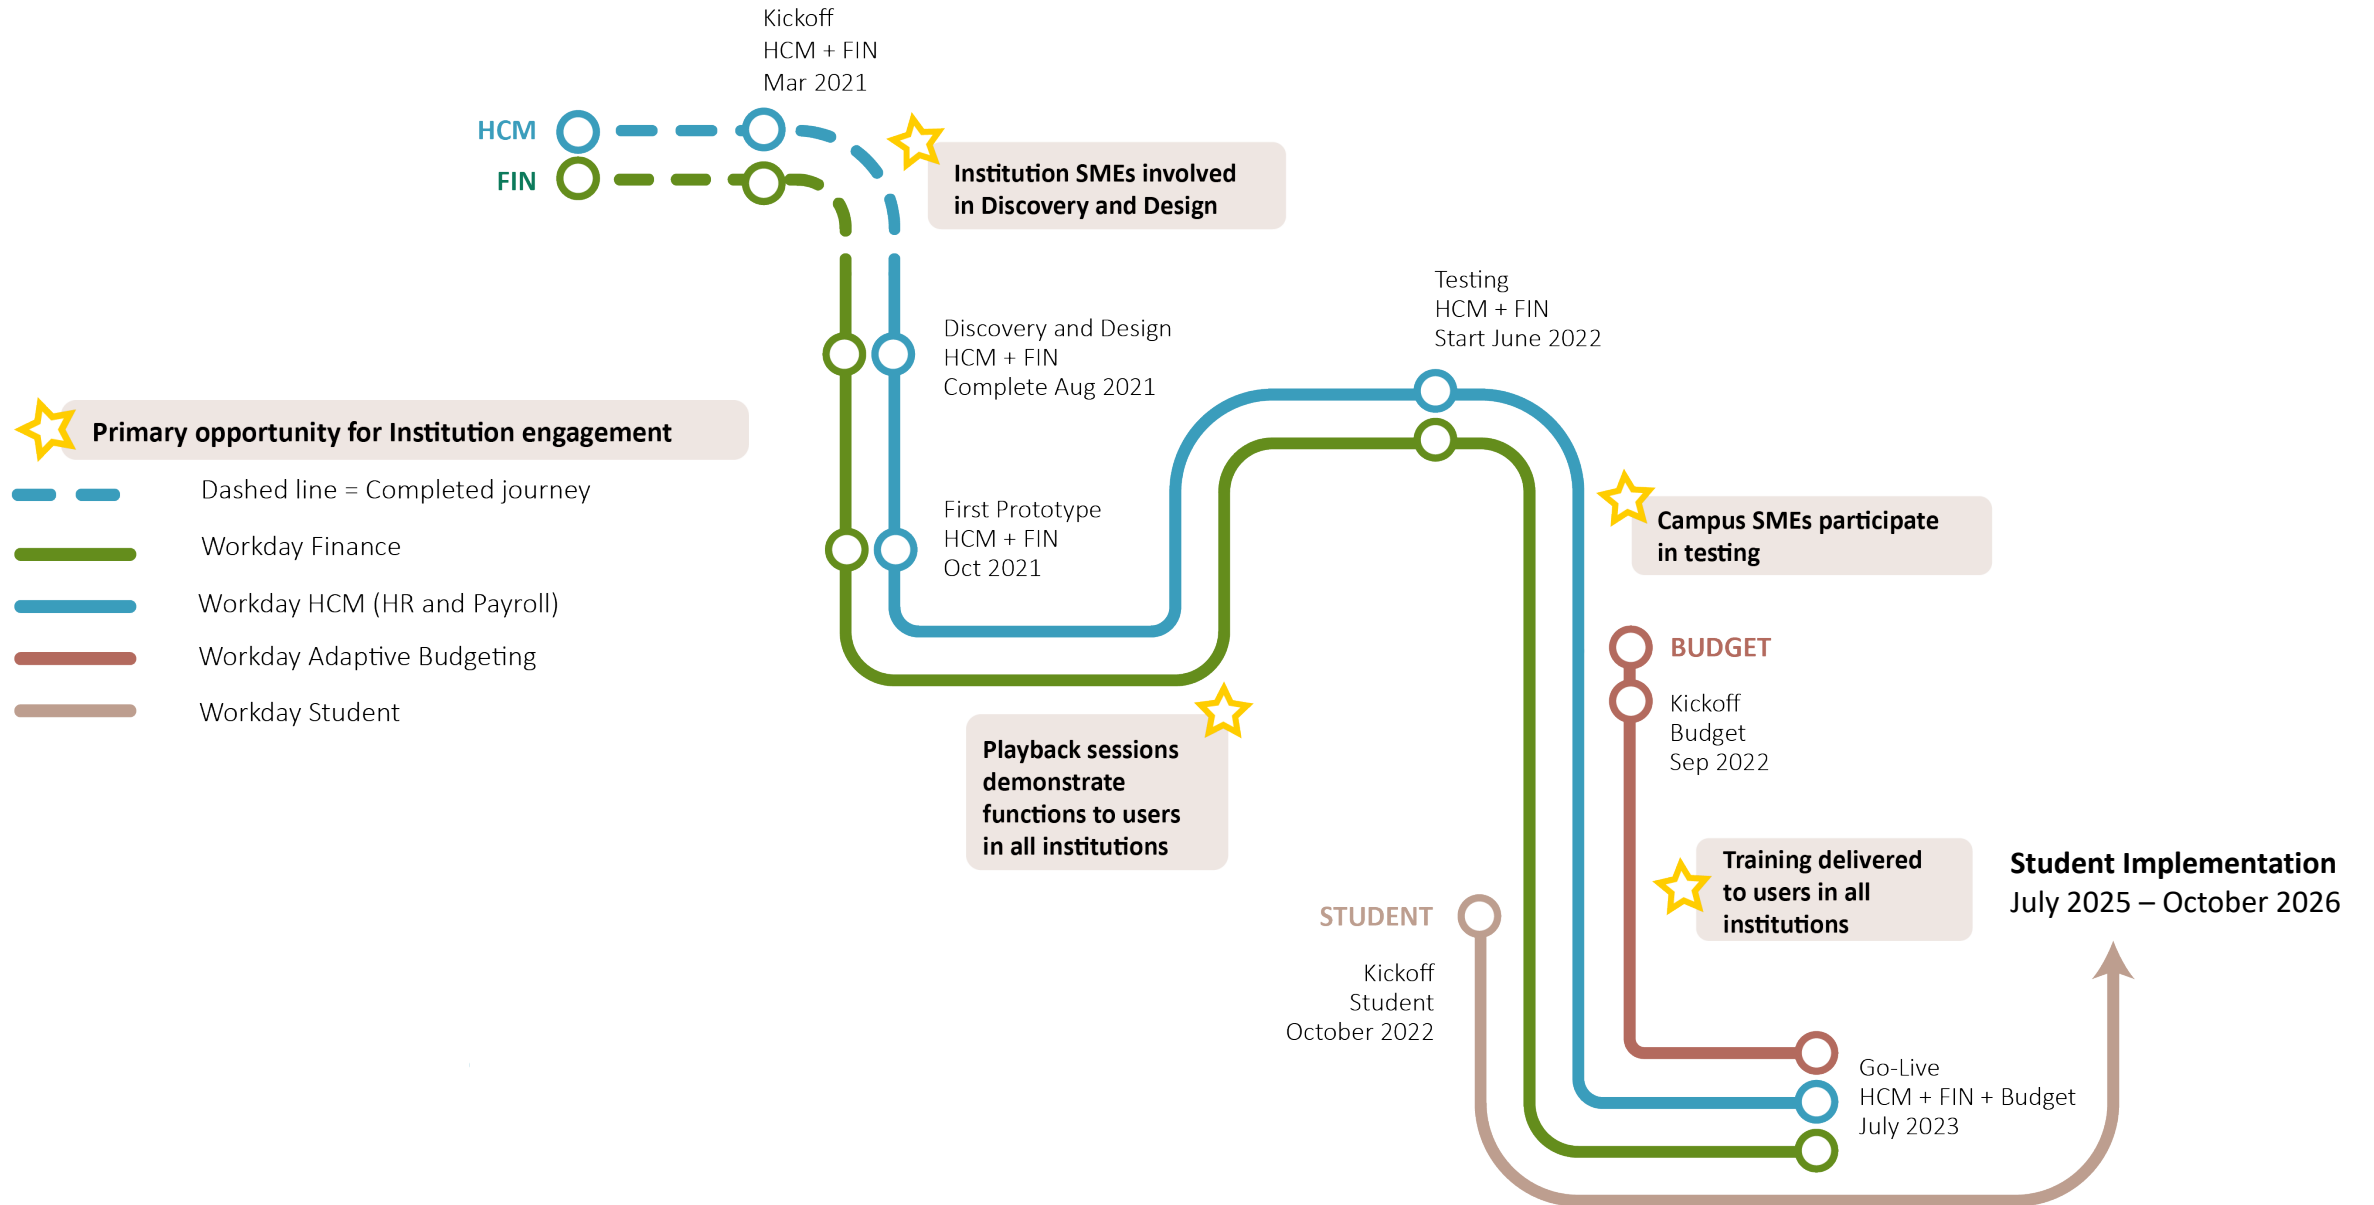 Kickoff
HCM + FIN
Mar 2021
HCM
FIN
Institution SMEs involved
in Discovery and Design
Discovery and Design
HCM + FIN
Complete Aug 2021
Testing
HCM + FIN
Start June 2022
Primary opportunity for Institution engagement
Dashed line = Completed journey
Workday Finance
Workday HCM (HR and Payroll)
Workday Adaptive Budgeting
Workday Student
First Prototype
HCM + FIN
Oct 2021
Campus SMEs participate
in testing
BUDGET
Kickoff
Budget
Sep 2022
Playback sessions
demonstrate
functions to users
in all institutions
Training delivered
to users in all
institutions
Student Implementation
July 2025 – October 2026
STUDENT
Kickoff
Student
October 2022
Go-Live
HCM + FIN + Budget
July 2023